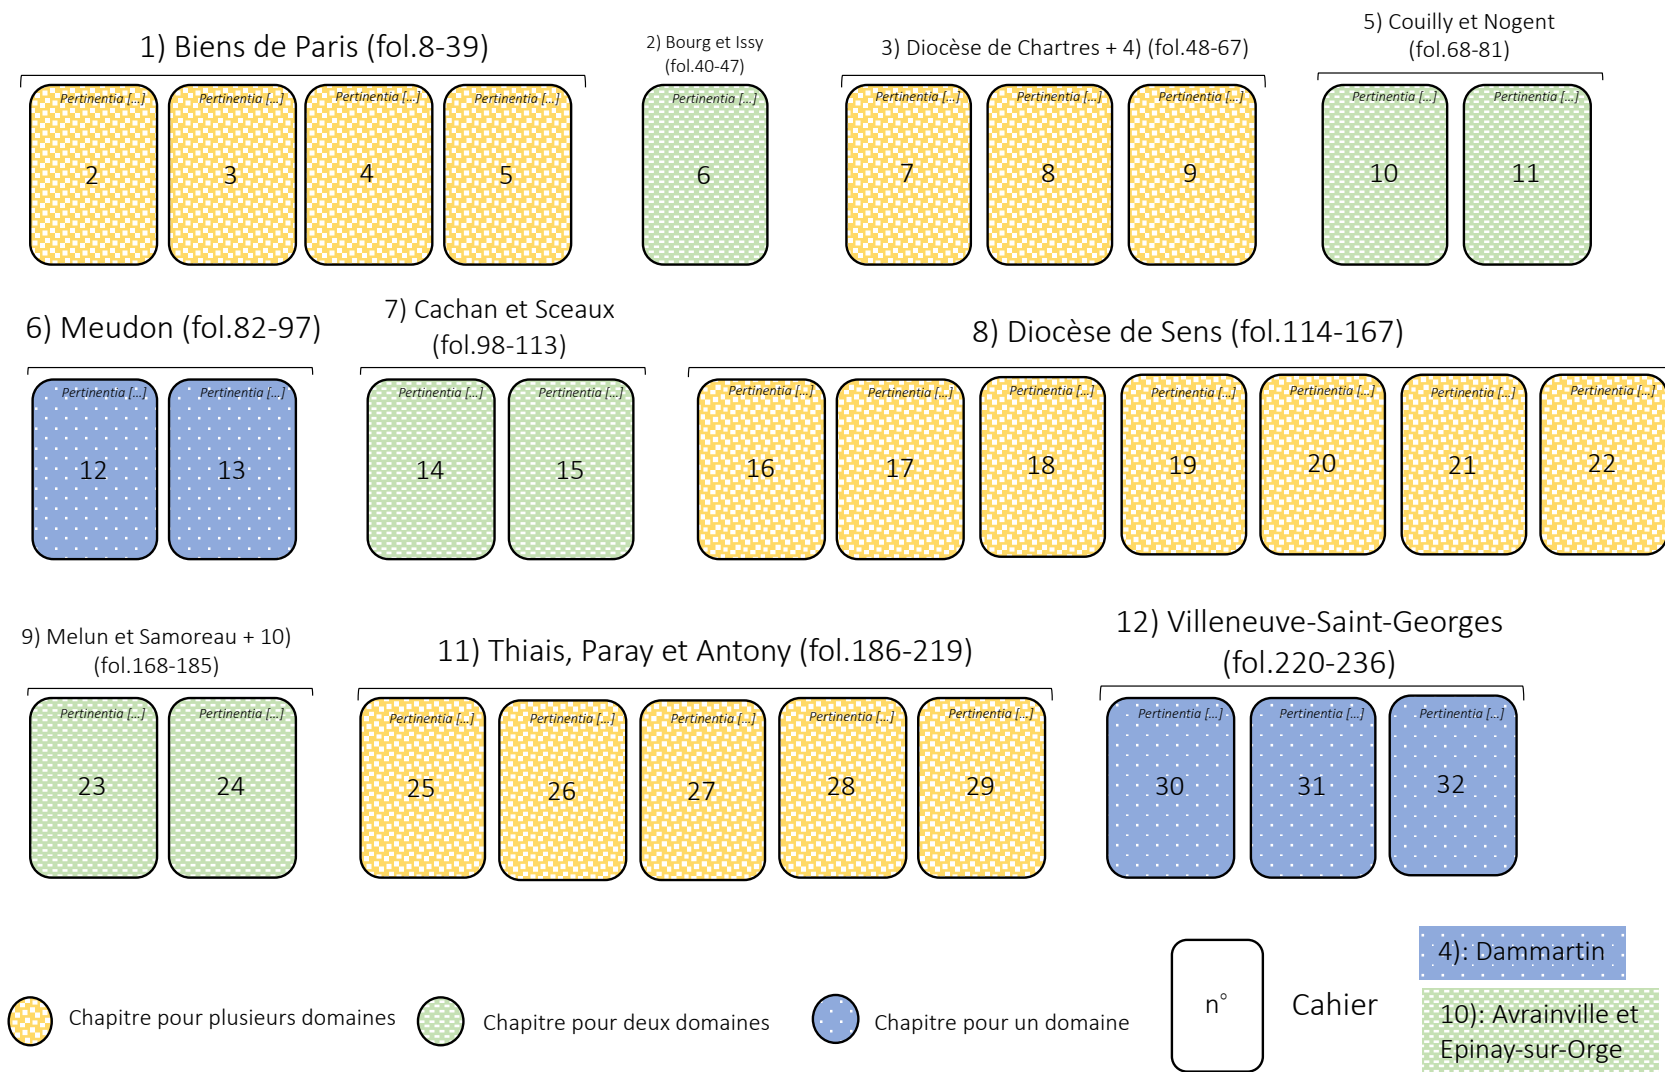 1) Biens de Paris (fol.8-39)
2) Bourg et Issy
(fol.40-47)
3) Diocèse de Chartres + 4) (fol.48-67)
5) Couilly et Nogent
(fol.68-81)
Pertinentia [...]
2
Pertinentia [...]
3
Pertinentia [...]
4
Pertinentia [...]
5
Pertinentia [...]
6
Pertinentia [...]
7
Pertinentia [...]
8
Pertinentia [...]
9
Pertinentia [...]
10
Pertinentia [...]
11
6) Meudon (fol.82-97)
7) Cachan et Sceaux
(fol.98-113)
8) Diocèse de Sens (fol.114-167)
Pertinentia [...]
12
Pertinentia [...]
13
Pertinentia [...]
14
Pertinentia [...]
15
Pertinentia [...]
16
Pertinentia [...]
17
Pertinentia [...]
18
Pertinentia [...]
19
Pertinentia [...]
20
Pertinentia [...]
21
Pertinentia [...]
22
9) Melun et Samoreau + 10)
(fol.168-185)
11) Thiais, Paray et Antony (fol.186-219)
12) Villeneuve-Saint-Georges
(fol.220-236)
Pertinentia [...]
23
Pertinentia [...]
24
Pertinentia [...]
25
Pertinentia [...]
26
Pertinentia [...]
27
Pertinentia [...]
28
Pertinentia [...]
29
Pertinentia [...]
30
Pertinentia [...]
31
Pertinentia [...]
32
Chapitre pour plusieurs domaines
Chapitre pour deux domaines
Chapitre pour un domaine
n°
Cahier
4): Dammartin
10): Avrainville et
Epinay-sur-Orge